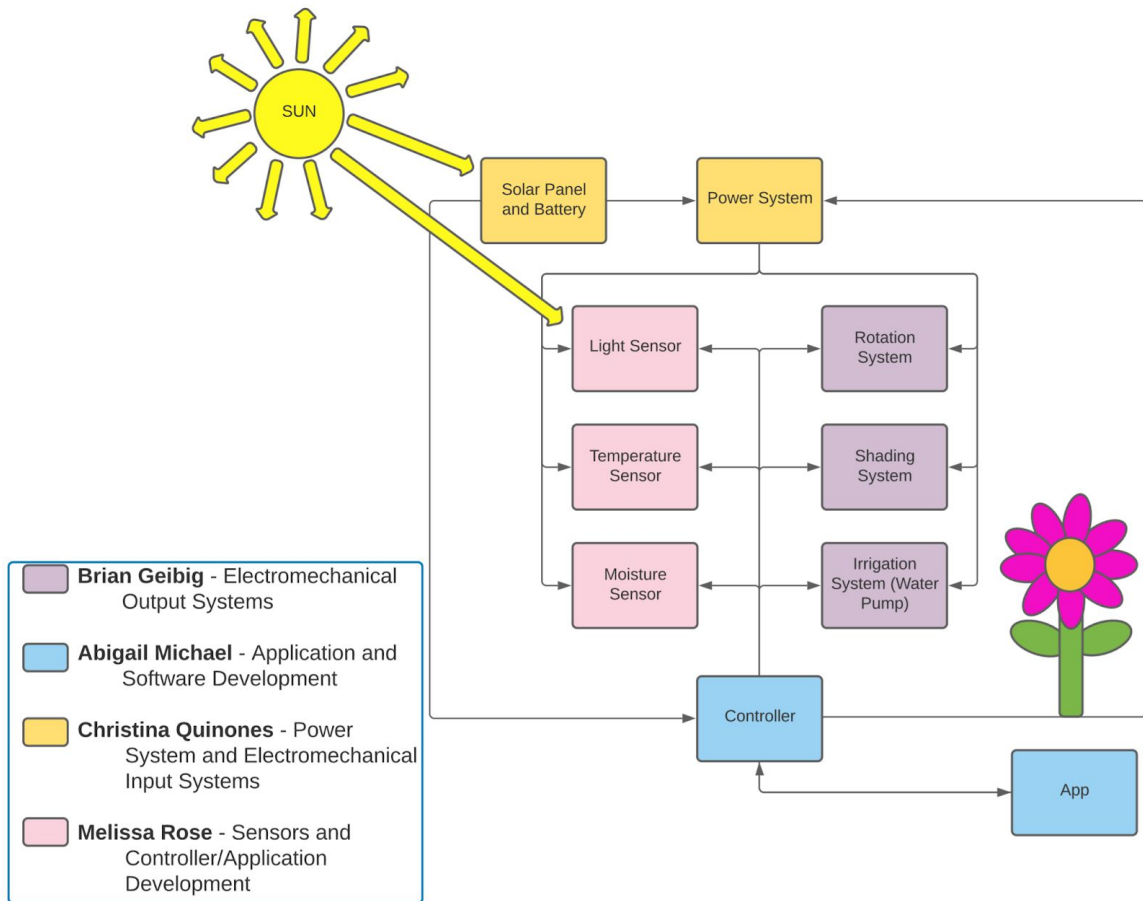 SUN
Solar Panel
and Battery
Power System
Light Sensor
Rotation
System
Temperature
Sensor
Shading
System
Moisture
Sensor
Irrigation
System (Water
Pump)
Controller
App
Brian Geibig - Electromechanical
Output Systems
Abigail Michael - Application and
Software Development
Christina Quinones - Power
System and Electromechanical
Input Systems
Melissa Rose - Sensors and
Controller/Application
Development